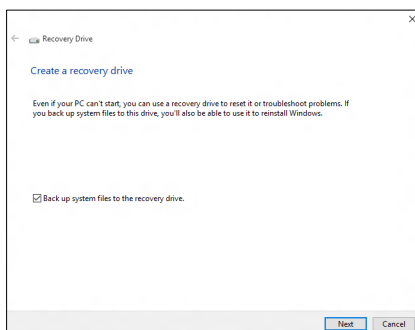 Recovery Drive
Create a recovery drive
Even if your PC can't start, you can use a recovery drive to reset it or troubleshoot problems. If
you back up system files to this drive, you'll also be able to use it to reinstall Windows.
Back up system files to the recovery drive.
Next Cancel